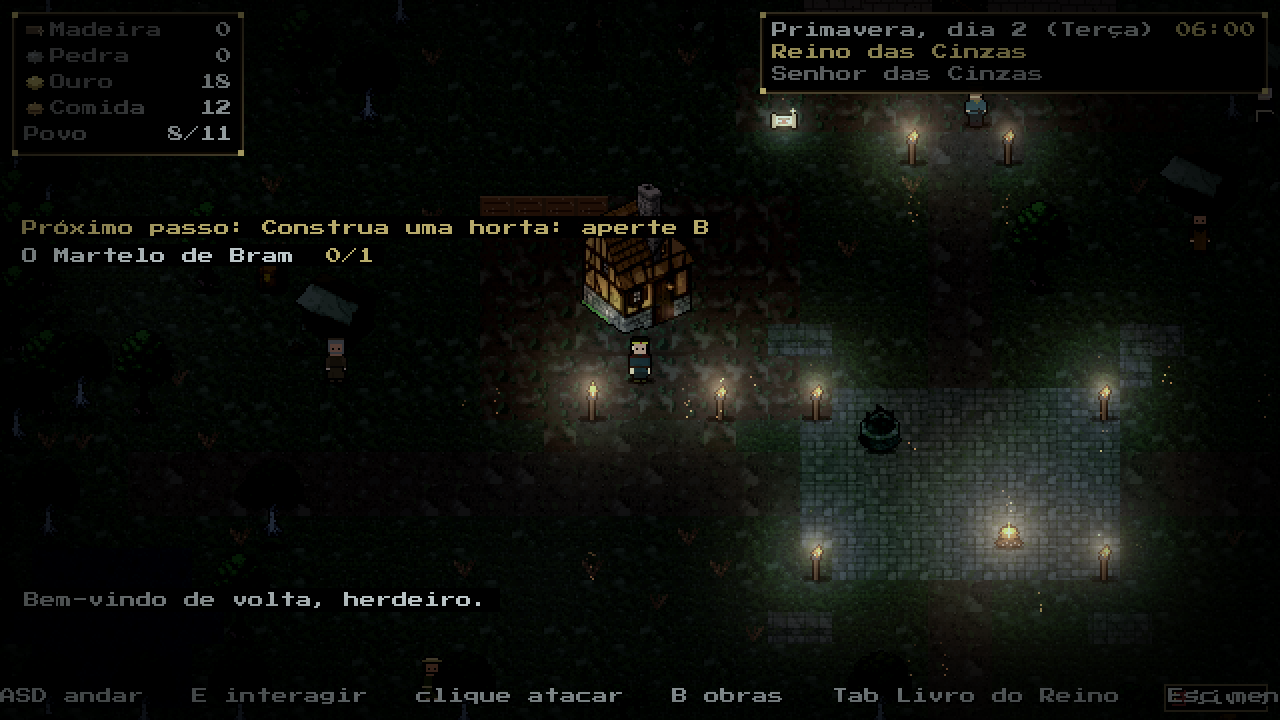 Madeira 0
Pedra 0
Ouro 18
Comida 12
Povo 8/11
Primavera, dia 2 (Terça) 06:00
Reino das Cinzas
Senhor das Cinzas
Próximo passo: Construa uma horta: aperte B
O Martelo de Bram 0/1
Bem-vindo de volta, herdeiro.
ASD andar E interagir clique atacar B obras Tab Livro do Reino